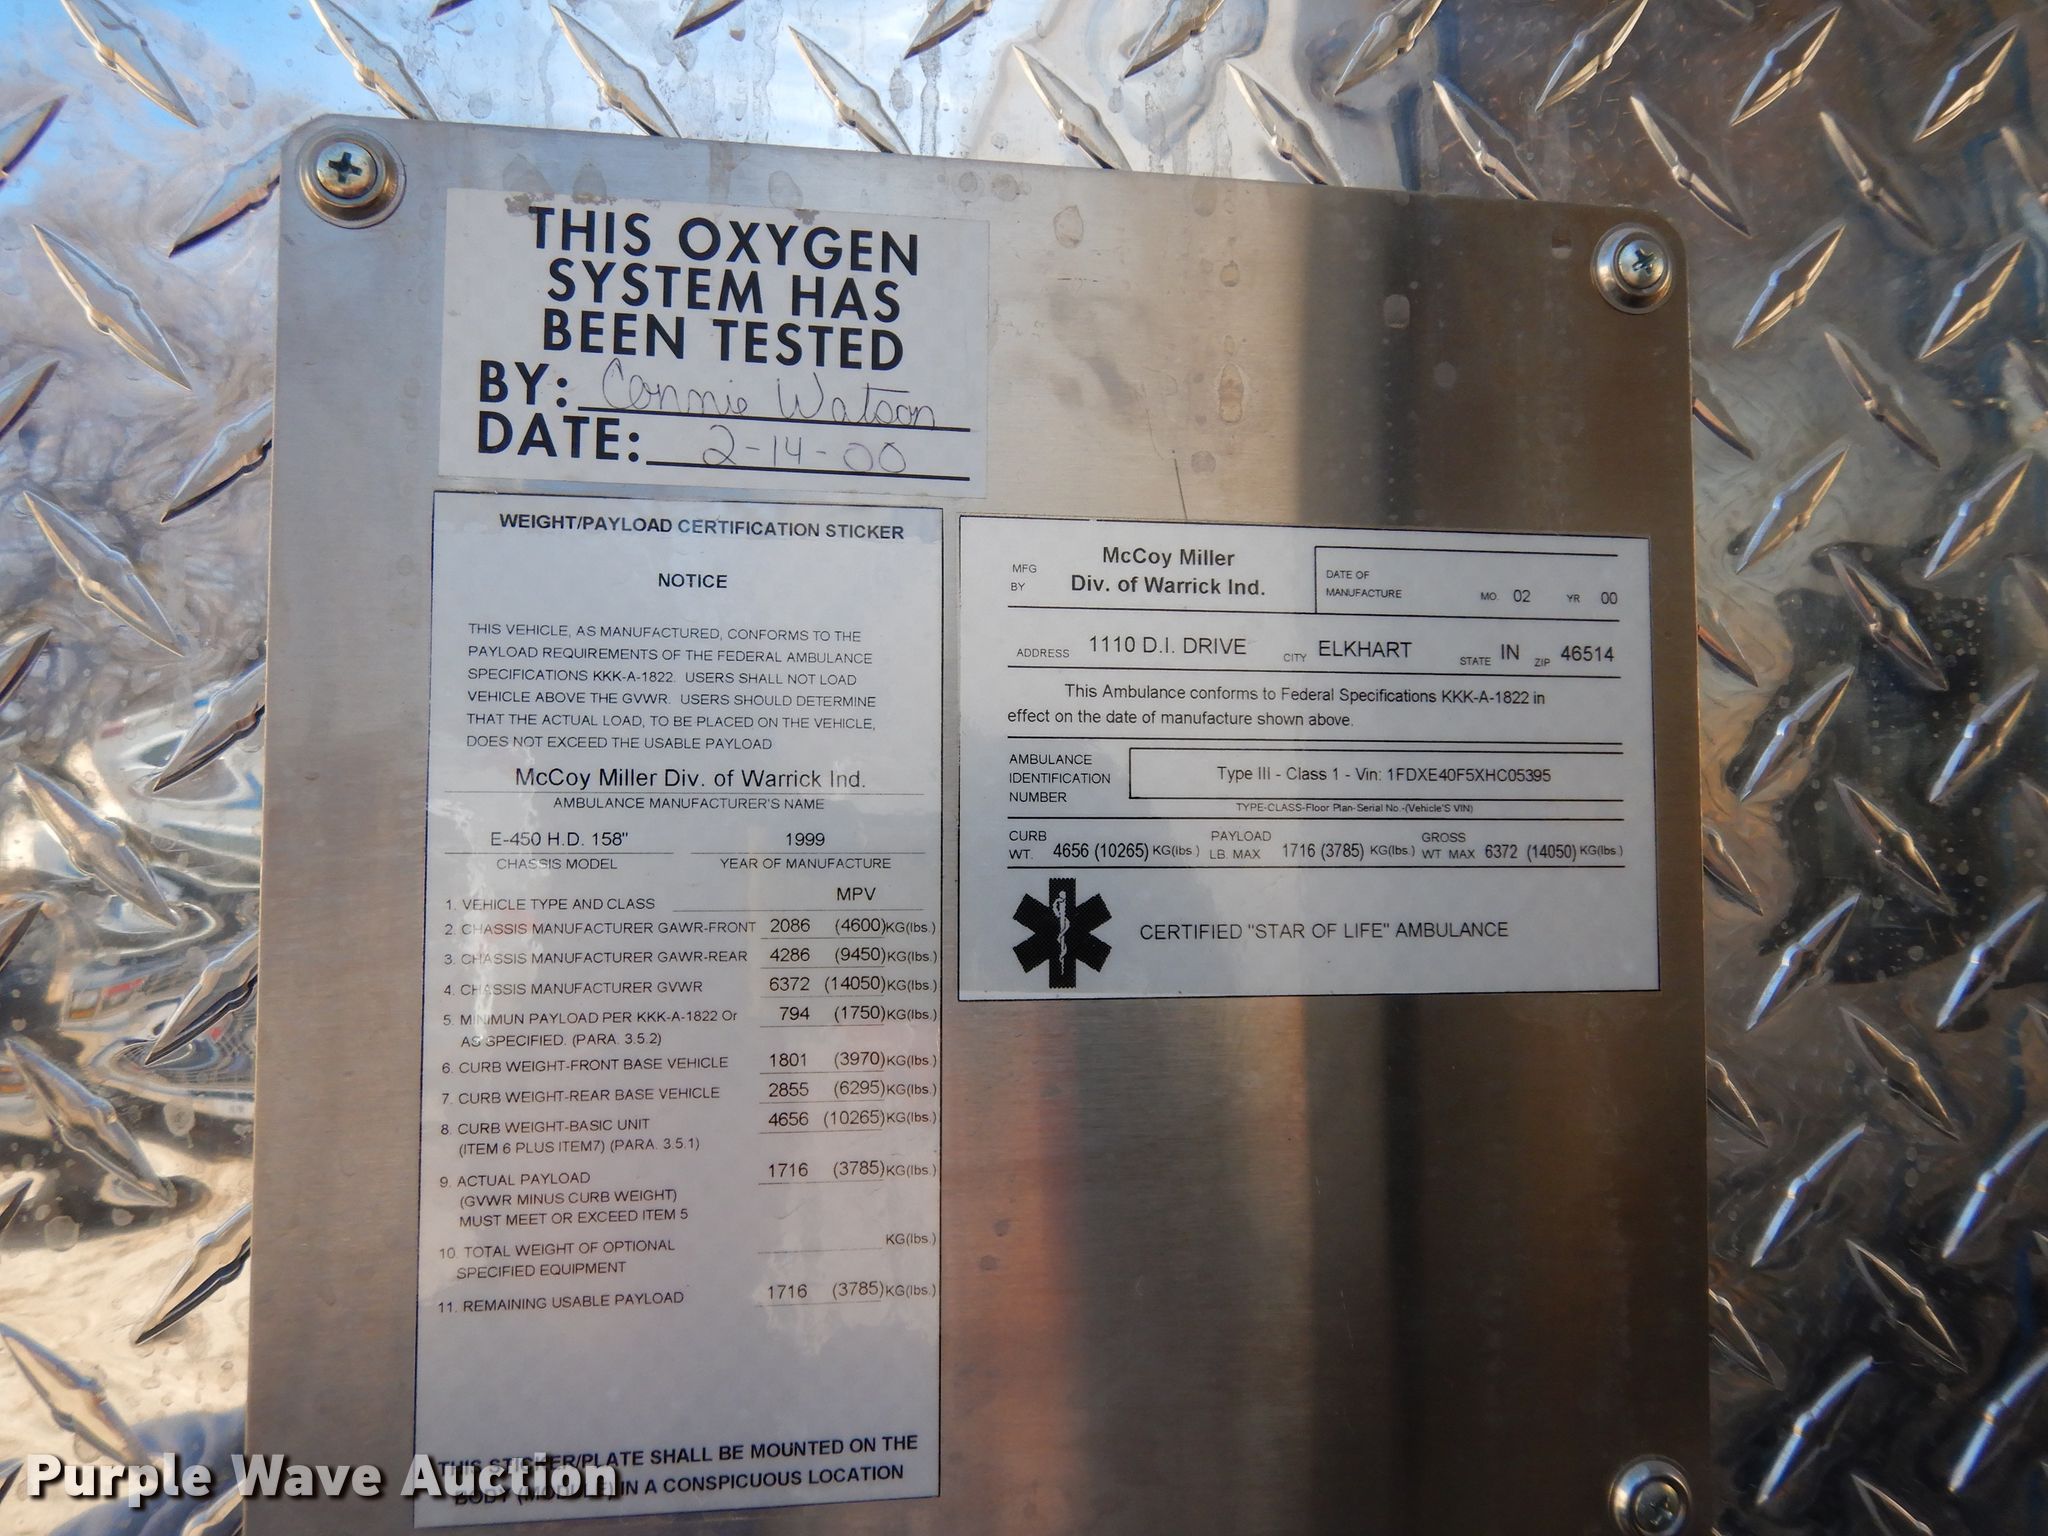 THIS OXYGEN
SYSTEM HAS
BEEN TESTED
BY: Connie Watson
DATE: 2-14-00
WEIGHT/PAYLOAD CERTIFICATION STICKER
NOTICE
THIS VEHICLE, AS MANUFACTURED, CONFORMS TO THE
PAYLOAD REQUIREMENTS OF THE FEDERAL AMBULANCE
SPECIFICATIONS KKK-A-1822. USERS SHALL NOT LOAD
VEHICLE ABOVE THE GVWR. USERS SHOULD DETERMINE
THAT THE ACTUAL LOAD, TO BE PLACED ON THE VEHICLE,
DOES NOT EXCEED THE USABLE PAYLOAD
McCoy Miller Div. of Warrick Ind.
AMBULANCE MANUFACTURER'S NAME
E-450 H.D. 158" 1999
CHASSIS MODEL YEAR OF MANUFACTURE
1. VEHICLE TYPE AND CLASS MPV
2. CHASSIS MANUFACTURER GAWR-FRONT 2086 (4600)KG(lbs.)
3. CHASSIS MANUFACTURER GAWR-REAR 4286 (9450)KG(lbs.)
4. CHASSIS MANUFACTURER GVWR 6372 (14050)KG(lbs.)
5. MINIMUN PAYLOAD PER KKK-A-1822 Or 794 (1750)KG(lbs.)
AS SPECIFIED. (PARA. 3.5.2)
6. CURB WEIGHT-FRONT BASE VEHICLE 1801 (3970)KG(lbs.)
7. CURB WEIGHT-REAR BASE VEHICLE 2855 (6295)KG(lbs.)
8. CURB WEIGHT-BASIC UNIT 4656 (10265)KG(lbs.)
(ITEM 6 PLUS ITEM7) (PARA. 3.5.1)
9. ACTUAL PAYLOAD 1716 (3785)KG(lbs.)
(GVWR MINUS CURB WEIGHT)
MUST MEET OR EXCEED ITEM 5
10. TOTAL WEIGHT OF OPTIONAL KG(lbs.)
SPECIFIED EQUIPMENT
11. REMAINING USABLE PAYLOAD 1716 (3785)KG(lbs.)
THIS STICKER/PLATE SHALL BE MOUNTED ON THE
BODY (MODULE) IN A CONSPICUOUS LOCATION
MFG BY McCoy Miller
Div. of Warrick Ind.
DATE OF
MANUFACTURE MO. 02 YR 00
ADDRESS 1110 D.I. DRIVE CITY ELKHART STATE IN ZIP 46514
This Ambulance conforms to Federal Specifications KKK-A-1822 in
effect on the date of manufacture shown above.
AMBULANCE
IDENTIFICATION
NUMBER
Type III - Class 1 - Vin: 1FDXE40F5XHC05395
TYPE-CLASS-Floor Plan-Serial No.-(Vehicle'S VIN)
CURB
WT. 4656 (10265) KG(lbs.)
PAYLOAD
LB. MAX 1716 (3785) KG(lbs.)
GROSS
WT MAX 6372 (14050) KG(lbs.)
CERTIFIED "STAR OF LIFE" AMBULANCE
Purple Wave Auction